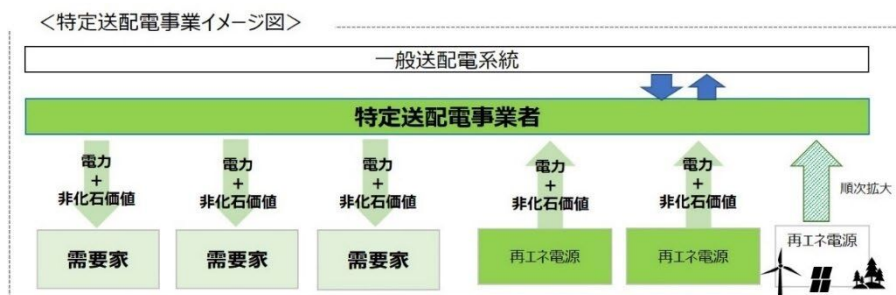 ＜特定送配電事業イメージ図＞
一般送配電系統
特定送配電事業者
電力
+
非化石価値
電力
+
非化石価値
電力
+
非化石価値
電力
+
非化石価値
電力
+
非化石価値
順次拡大
需要家
需要家
需要家
再エネ電源
再エネ電源
再エネ電源